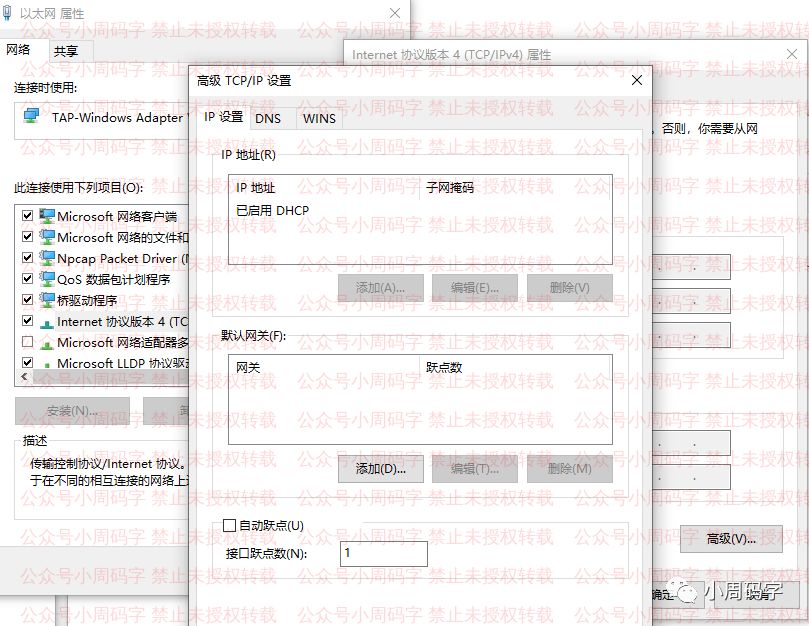 以太网 属性
网络
共享
连接时使用:
TAP-Windows Adapter
此连接使用下列项目(O):
Microsoft 网络客户端
Microsoft 网络的文件和
Npcap Packet Driver (
QoS 数据包计划程序
桥驱动程序
Internet 协议版本 4 (TC
Microsoft 网络适配器多
Microsoft LLDP 协议驱
安装(N)...
描述
传输控制协议/Internet 协议。
于在不同的相互连接的网络上
Internet 协议版本 4 (TCP/IPv4) 属性
。否则，你需要从网
高级(V)...
确定
取消
高级 TCP/IP 设置
IP 设置
DNS
WINS
IP 地址(R)
IP 地址
子网掩码
已启用 DHCP
添加(A)...
编辑(E)...
删除(V)
默认网关(F):
网关
跃点数
添加(D)...
编辑(T)...
删除(M)
自动跃点(U)
接口跃点数(N):
1
小周码字
公众号小周码字 禁止未授权转载